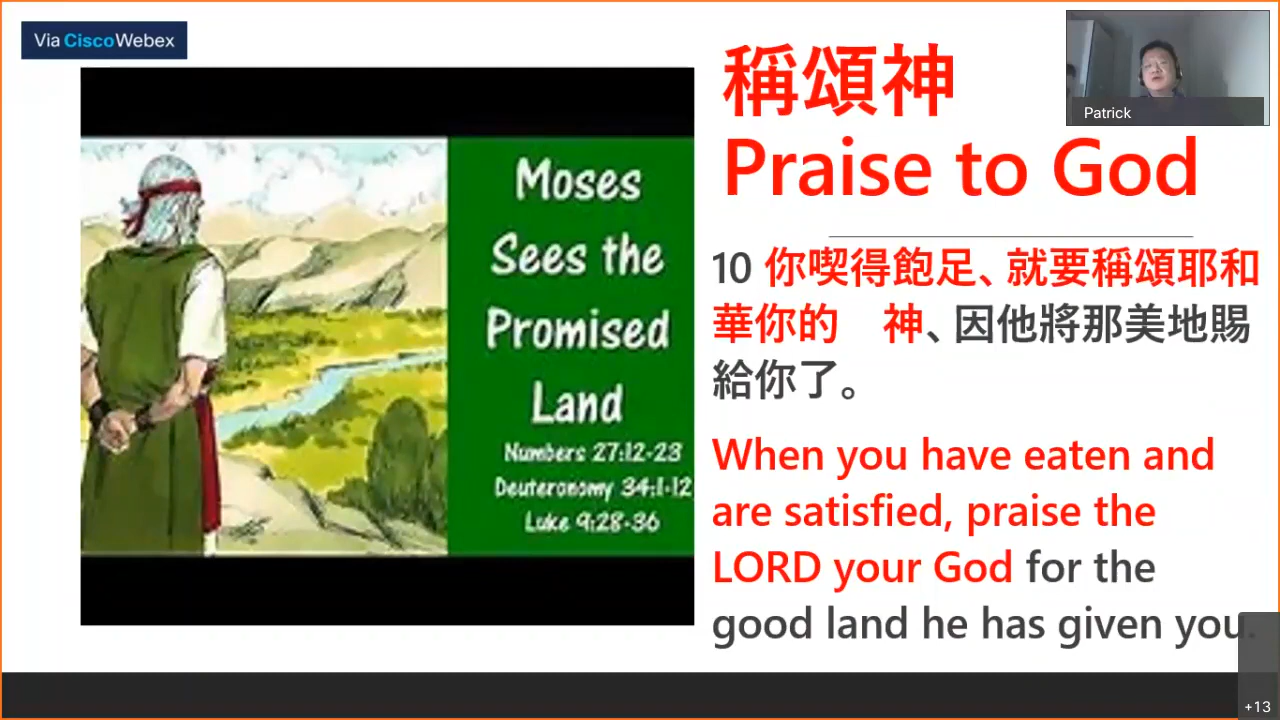 Via CiscoWebex
Moses
Sees the
Promised
Land
Numbers 27:12-23
Deuteronomy 34:1-12
Luke 9:28-36
稱頌神
Praise to God
Patrick
10 你喫得飽足、就要稱頌耶和
華你的　神、因他將那美地賜
給你了。
When you have eaten and
are satisfied, praise the
LORD your God for the
good land he has given you.
+13